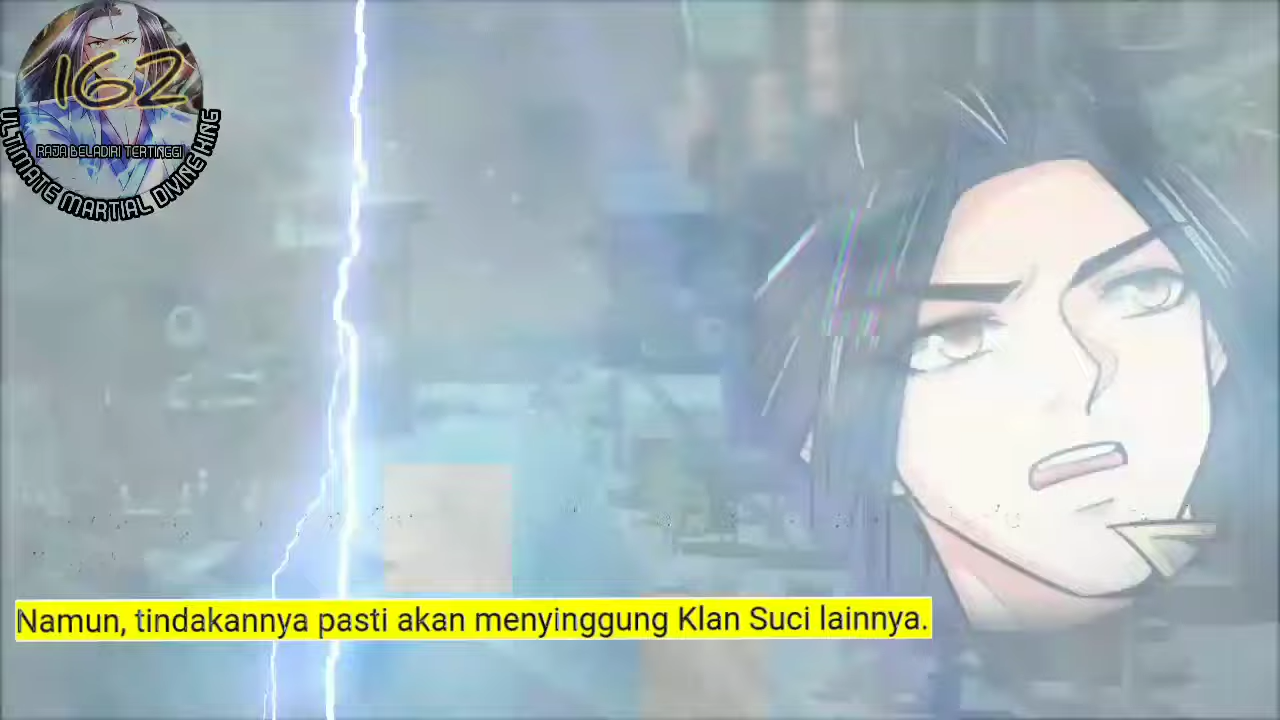 162
RAJA BELADIRI TERTINGGI
ULTIMATE MARTIAL DIVINE KING
Namun, tindakannya pasti akan menyinggung Klan Suci lainnya.